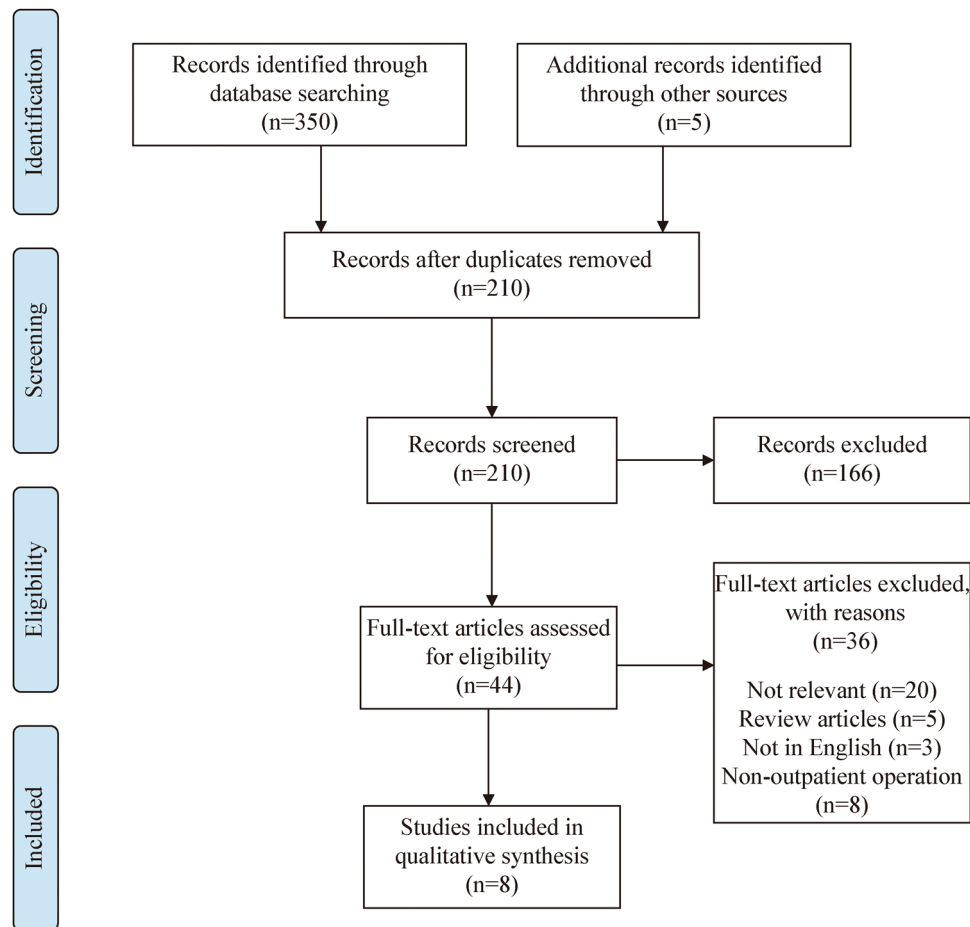 Identification
Records identified through
database searching
(n=350)
Additional records identified
through other sources
(n=5)
Screening
Records after duplicates removed
(n=210)
Records screened
(n=210)
Records excluded
(n=166)
Eligibility
Full-text articles assessed
for eligibility
(n=44)
Full-text articles excluded,
with reasons
(n=36)
Not relevant (n=20)
Review articles (n=5)
Not in English (n=3)
Non-outpatient operation
(n=8)
Included
Studies included in
qualitative synthesis
(n=8)